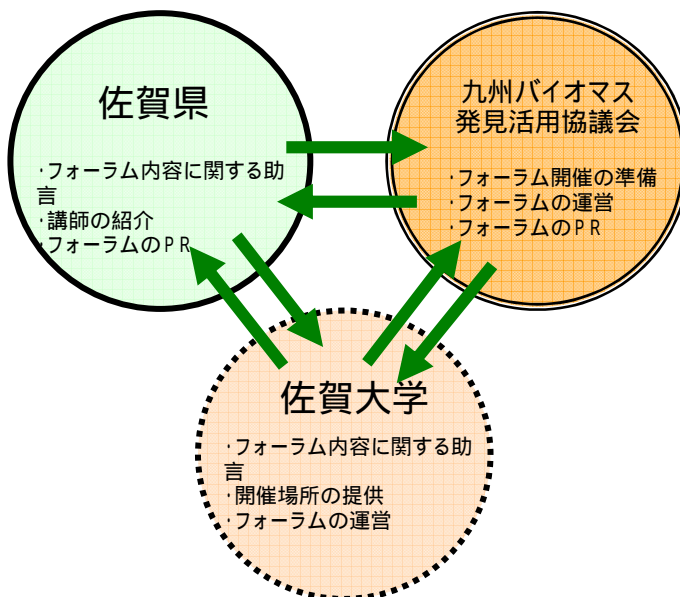 佐賀県
・フォーラム内容に関する助
言
・講師の紹介
・フォーラムのPR
九州バイオマス
発見活用協議会
・フォーラム開催の準備
・フォーラムの運営
・フォーラムのPR
佐賀大学
・フォーラム内容に関する助
言
・開催場所の提供
・フォーラムの運営